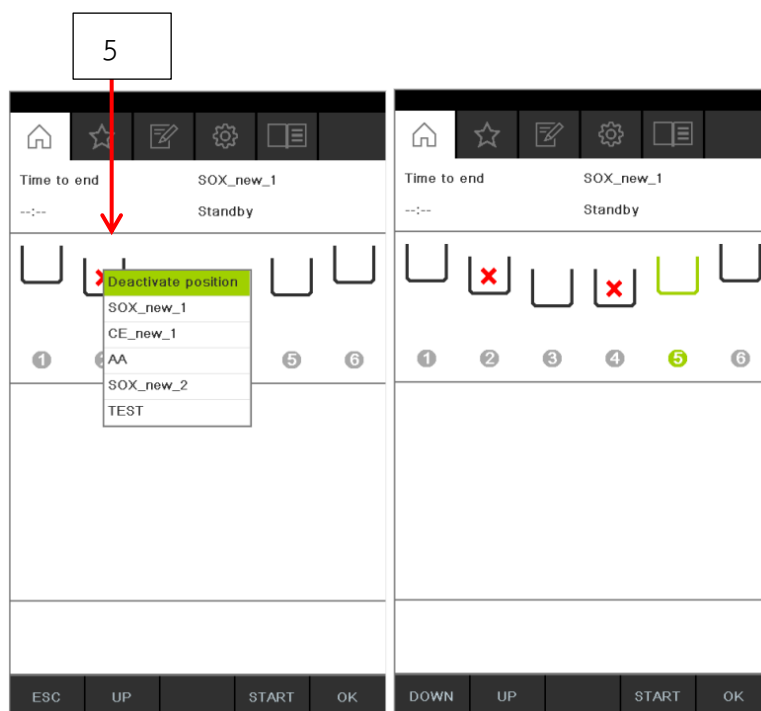 5
Time to end SOX_new_1
--:-- Standby
Deactivate position
SOX_new_1
CE_new_1
AA
SOX_new_2
TEST
1 5 6
ESC UP START OK
Time to end SOX_new_1
--:-- Standby
1 2 3 4 5 6
DOWN UP START OK